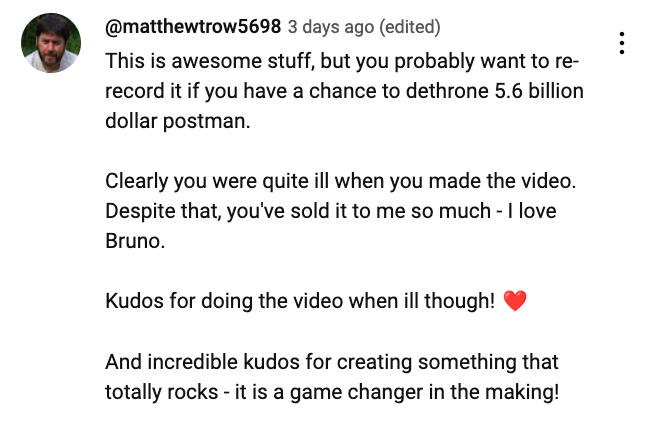 @matthewtrow5698 3 days ago (edited)
This is awesome stuff, but you probably want to re-
record it if you have a chance to dethrone 5.6 billion
dollar postman.
Clearly you were quite ill when you made the video.
Despite that, you've sold it to me so much - I love
Bruno.
Kudos for doing the video when ill though! ❤️
And incredible kudos for creating something that
totally rocks - it is a game changer in the making!